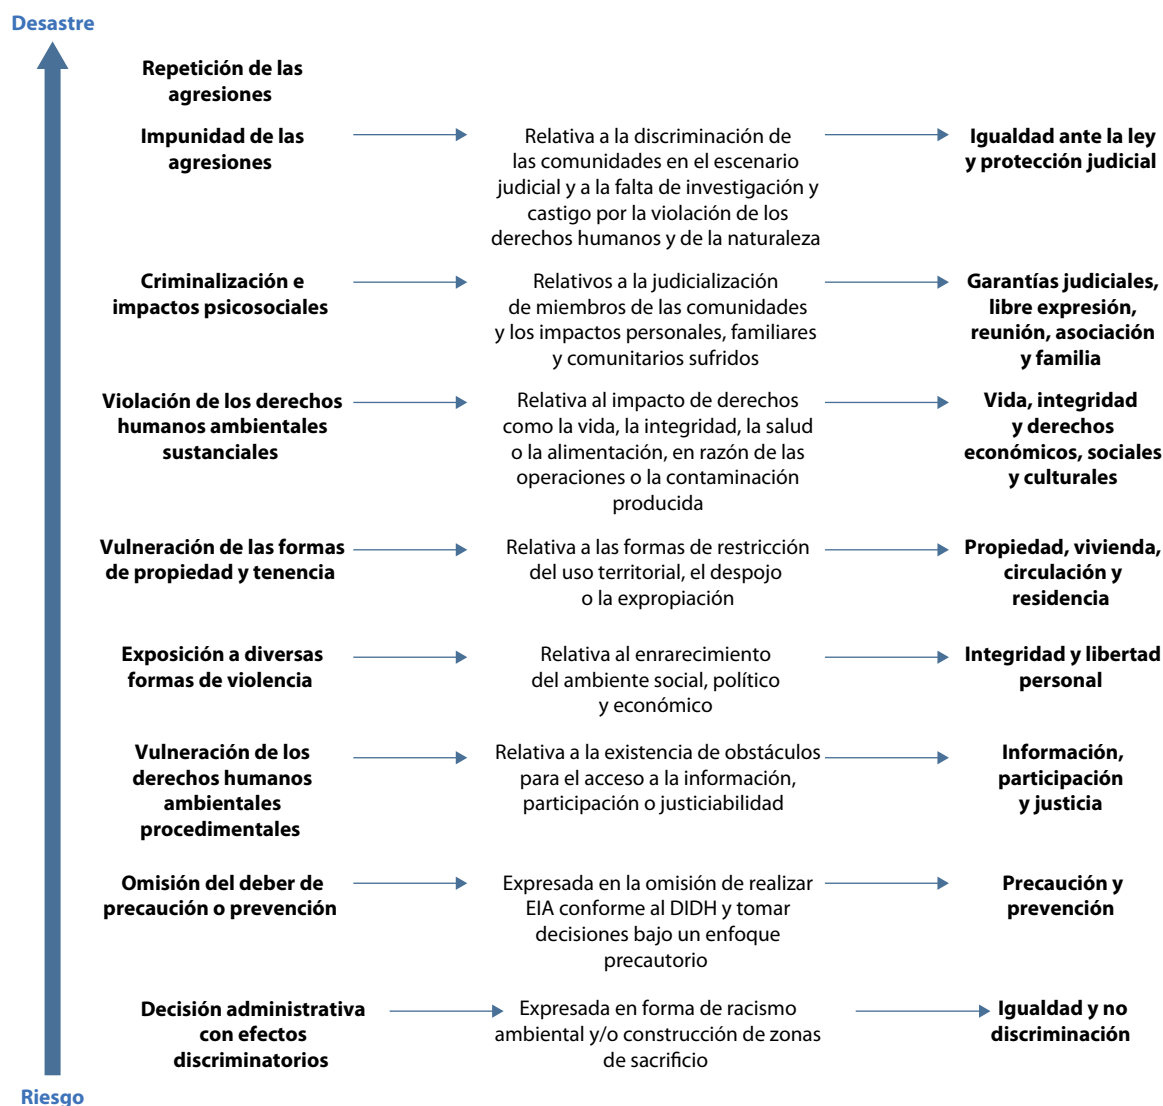 Desastre
Repetición de las
agresiones
Impunidad de las
agresiones
Relativa a la discriminación de
las comunidades en el escenario
judicial y a la falta de investigación y
castigo por la violación de los
derechos humanos y de la naturaleza
Igualdad ante la ley
y protección judicial
Criminalización e
impactos psicosociales
Relativos a la judicialización
de miembros de las comunidades
y los impactos personales, familiares
y comunitarios sufridos
Garantías judiciales,
libre expresión,
reunión, asociación
y familia
Violación de los derechos
humanos ambientales
sustanciales
Relativa al impacto de derechos
como la vida, la integridad, la salud
o la alimentación, en razón de las
operaciones o la contaminación
producida
Vida, integridad
y derechos
económicos, sociales
y culturales
Vulneración de las formas
de propiedad y tenencia
Relativa a las formas de restricción
del uso territorial, el despojo
o la expropiación
Propiedad, vivienda,
circulación y
residencia
Exposición a diversas
formas de violencia
Relativa al enrarecimiento
del ambiente social, político
y económico
Integridad y libertad
personal
Vulneración de los
derechos humanos
ambientales
procedimentales
Relativa a la existencia de obstáculos
para el acceso a la información,
participación o justiciabilidad
Información,
participación
y justicia
Omisión del deber de
precaución o prevención
Expresada en la omisión de realizar
EIA conforme al DIDH y tomar
decisiones bajo un enfoque
precautorio
Precaución y
prevención
Decisión administrativa
con efectos
discriminatorios
Expresada en forma de racismo
ambiental y/o construcción de zonas
de sacrificio
Igualdad y no
discriminación
Riesgo